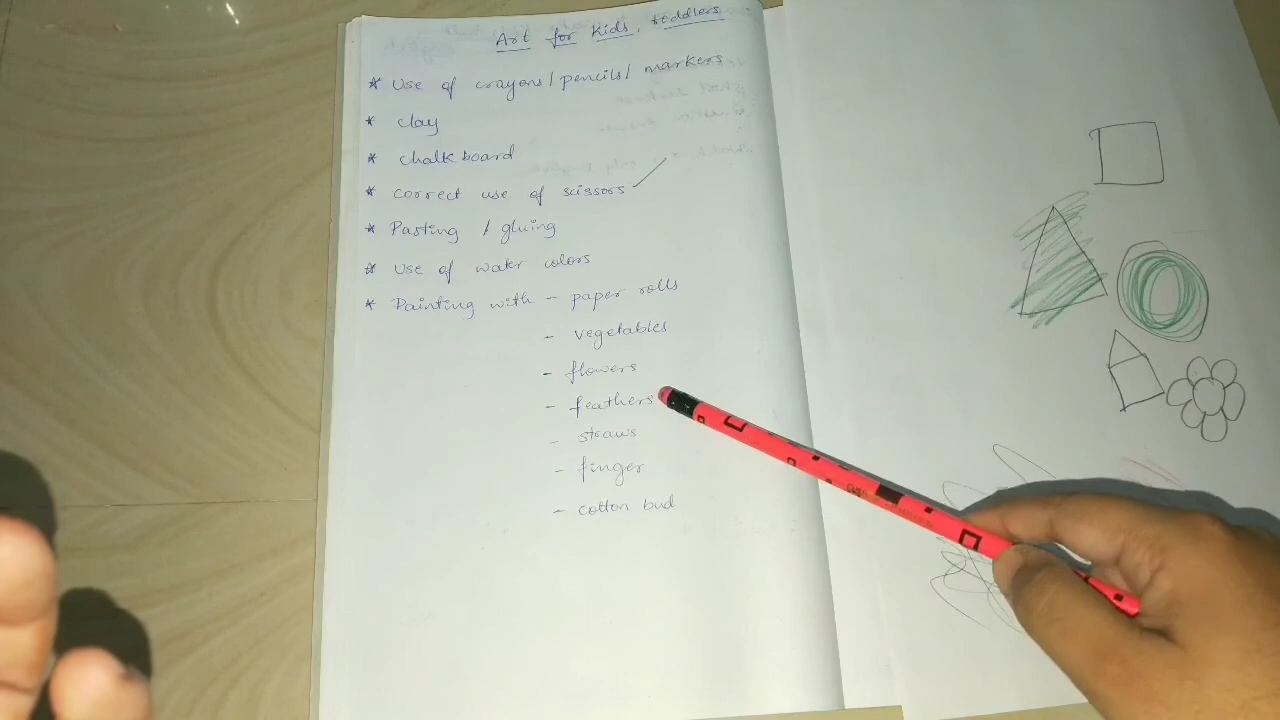 Art for Kids, toddlers
* Use of crayons/pencils/markers
* clay
* chalk board
* correct use of scissors
* Pasting / gluing
* Use of water colors
* Painting with - paper rolls
- vegetables
- flowers
- feathers
- straws
- finger
- cotton bud